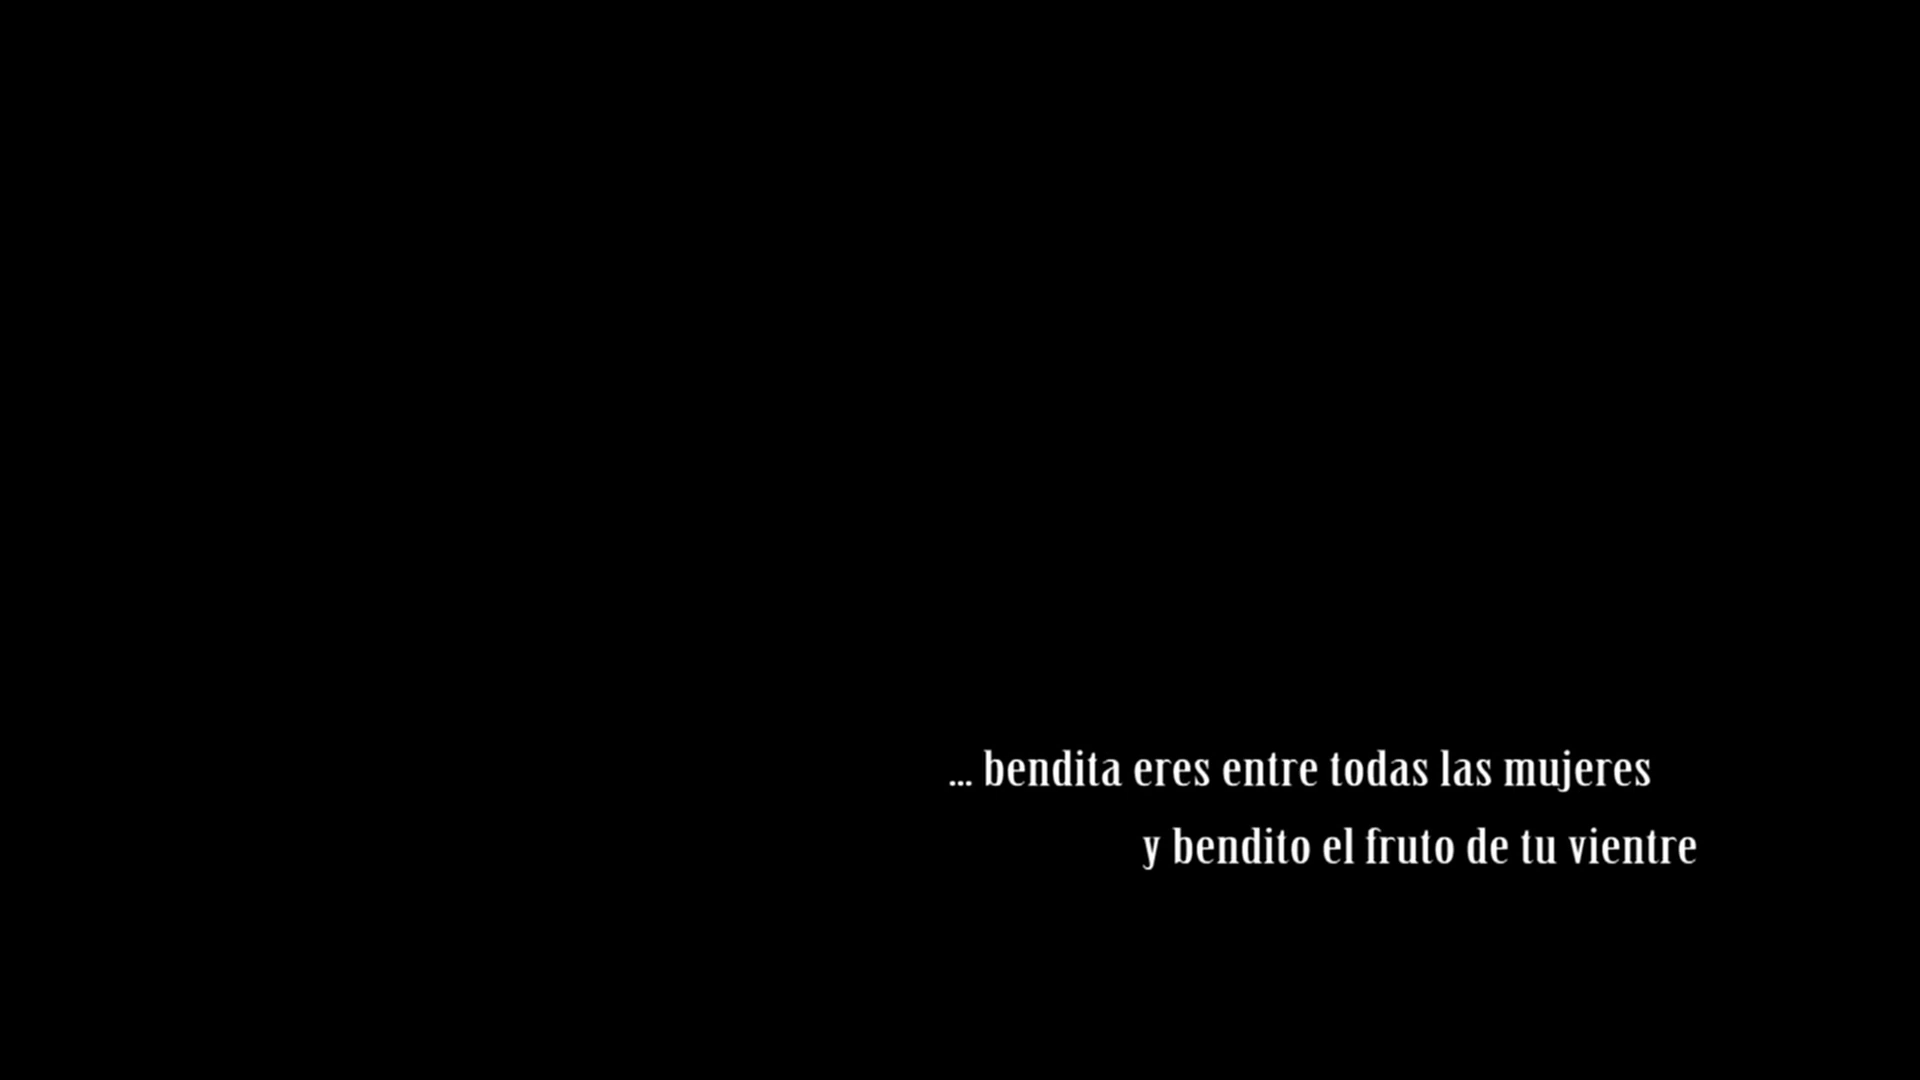 ... bendita eres entre todas las mujeres
y bendito el fruto de tu vientre